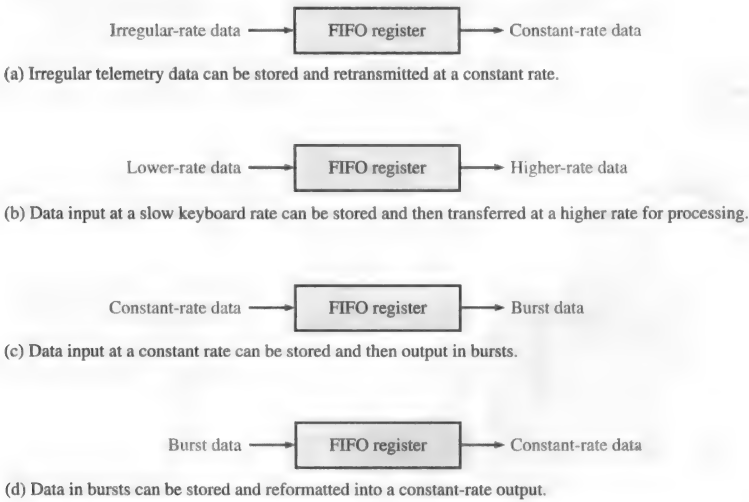 Irregular-rate data FIFO register Constant-rate data
(a) Irregular telemetry data can be stored and retransmitted at a constant rate.
Lower-rate data FIFO register Higher-rate data
(b) Data input at a slow keyboard rate can be stored and then transferred at a higher rate for processing.
Constant-rate data FIFO register Burst data
(c) Data input at a constant rate can be stored and then output in bursts.
Burst data FIFO register Constant-rate data
(d) Data in bursts can be stored and reformatted into a constant-rate output.